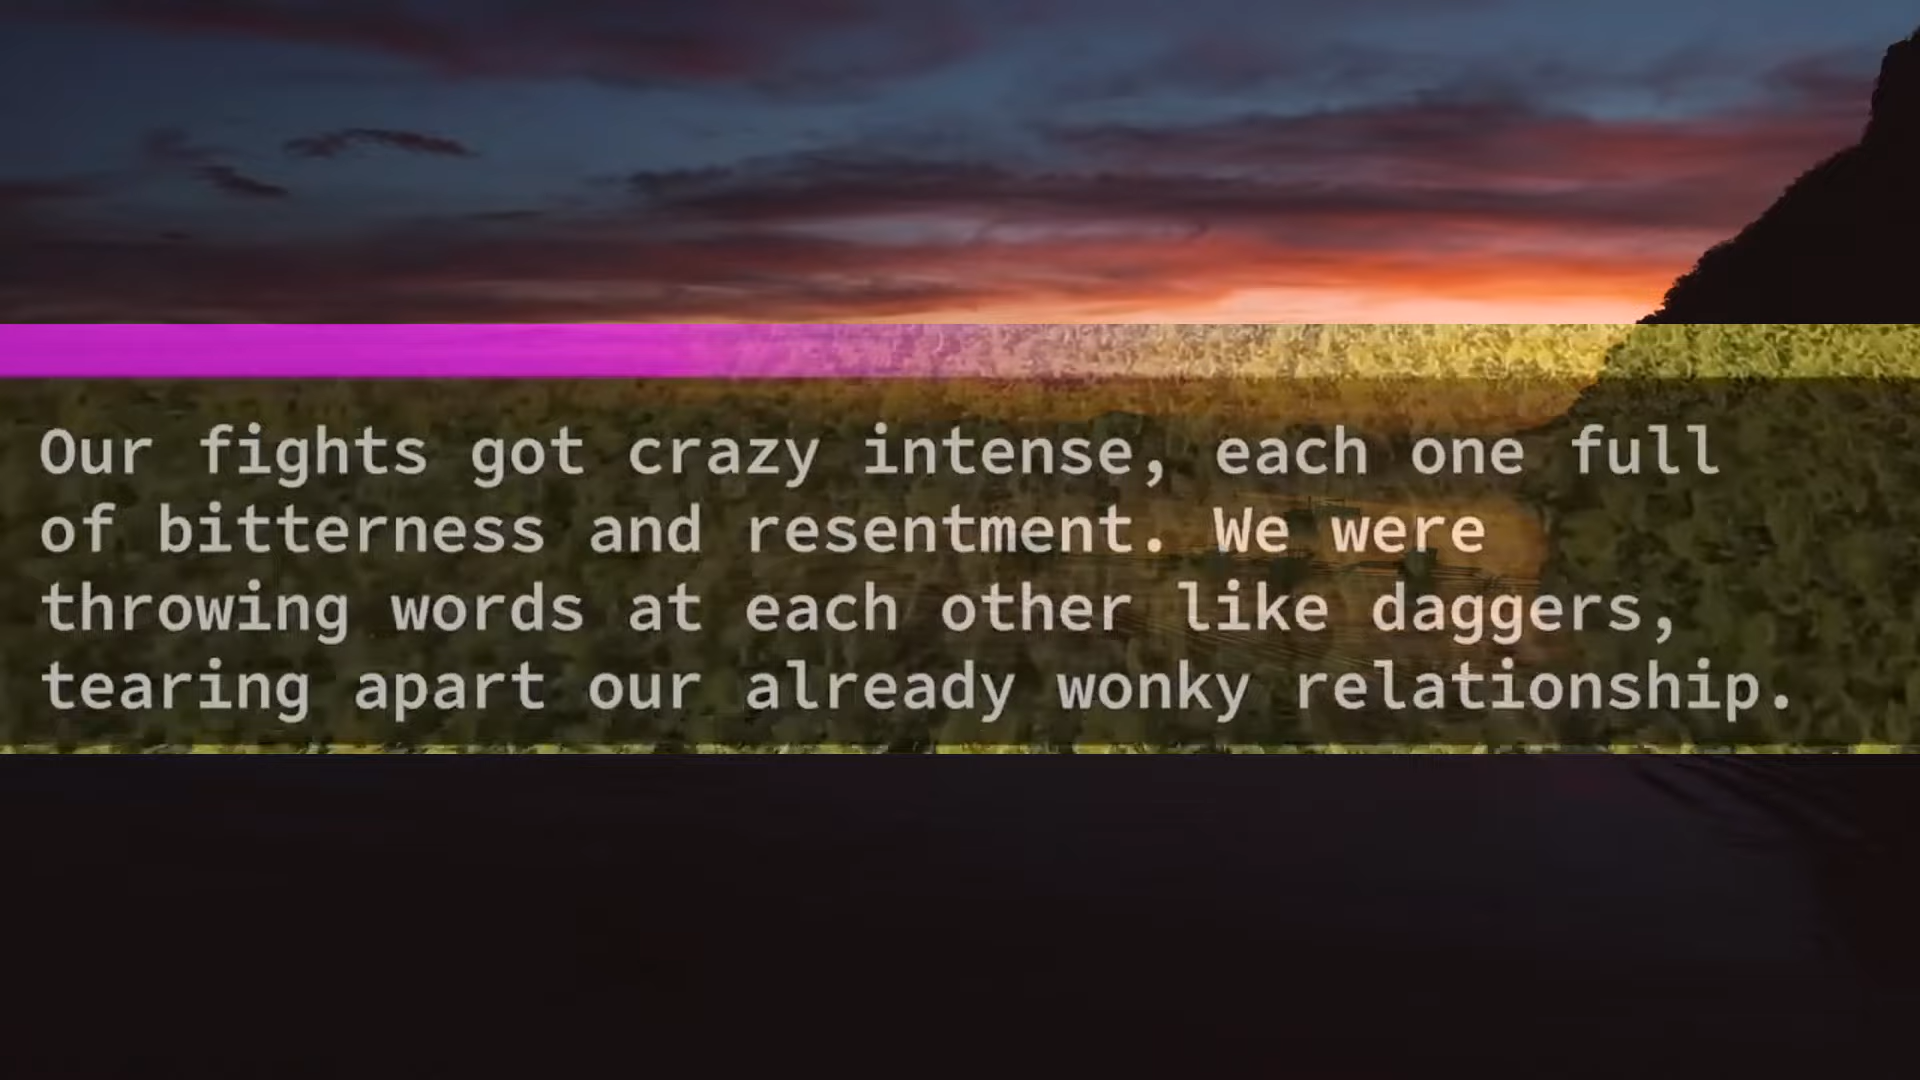 Our fights got crazy intense, each one full
of bitterness and resentment. We were
throwing words at each other like daggers,
tearing apart our already wonky relationship.